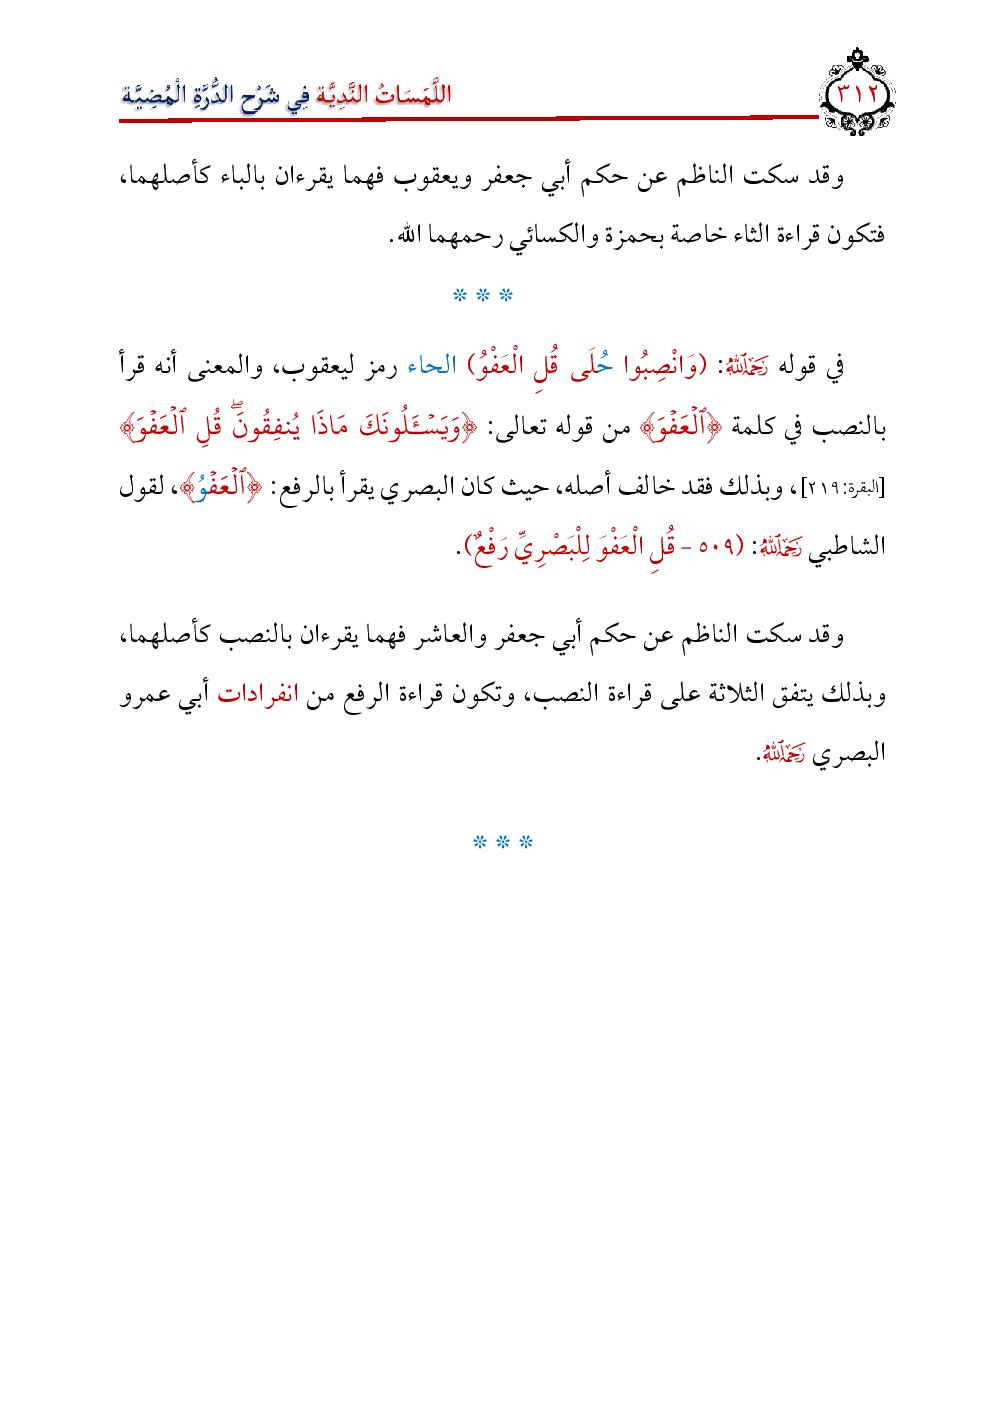 ٣١٢
اللَّمَسَاتُ النَّدِيَّة فِي شَرْح الدُّرَّةِ الْمُضِيَّة
وقد سكت الناظم عن حكم أبي جعفر ويعقوب فهما يقرءان بالباء كأصلهما،
فتكون قراءة الثاء خاصة بحمزة والكسائي رحمهما الله.
* * *
في قوله رَحِمَهُ اللَّهُ: (وَانْصِبُوا حُلَى قُلِ الْعَفْوُ) الحاء رمز ليعقوب، والمعنى أنه قرأ
بالنصب في كلمة ﴿ٱلْعَفْوَ﴾ من قوله تعالى: ﴿وَيَسْـَٔلُونَكَ مَاذَا يُنفِقُونَۖ قُلِ ٱلْعَفْوَ﴾
[البقرة: ٢١٩]، وبذلك فقد خالف أصله، حيث كان البصري يقرأ بالرفع: ﴿ٱلْعَفْوُ﴾، لقول
الشاطبي رَحِمَهُ اللَّهُ: (٥٠٩ - قُلِ الْعَفْوَ لِلْبَصْرِيِّ رَفْعٌ).
وقد سكت الناظم عن حكم أبي جعفر والعاشر فهما يقرءان بالنصب كأصلهما،
وبذلك يتفق الثلاثة على قراءة النصب، وتكون قراءة الرفع من انفرادات أبي عمرو
البصري رَحِمَهُ اللَّهُ.
* * *